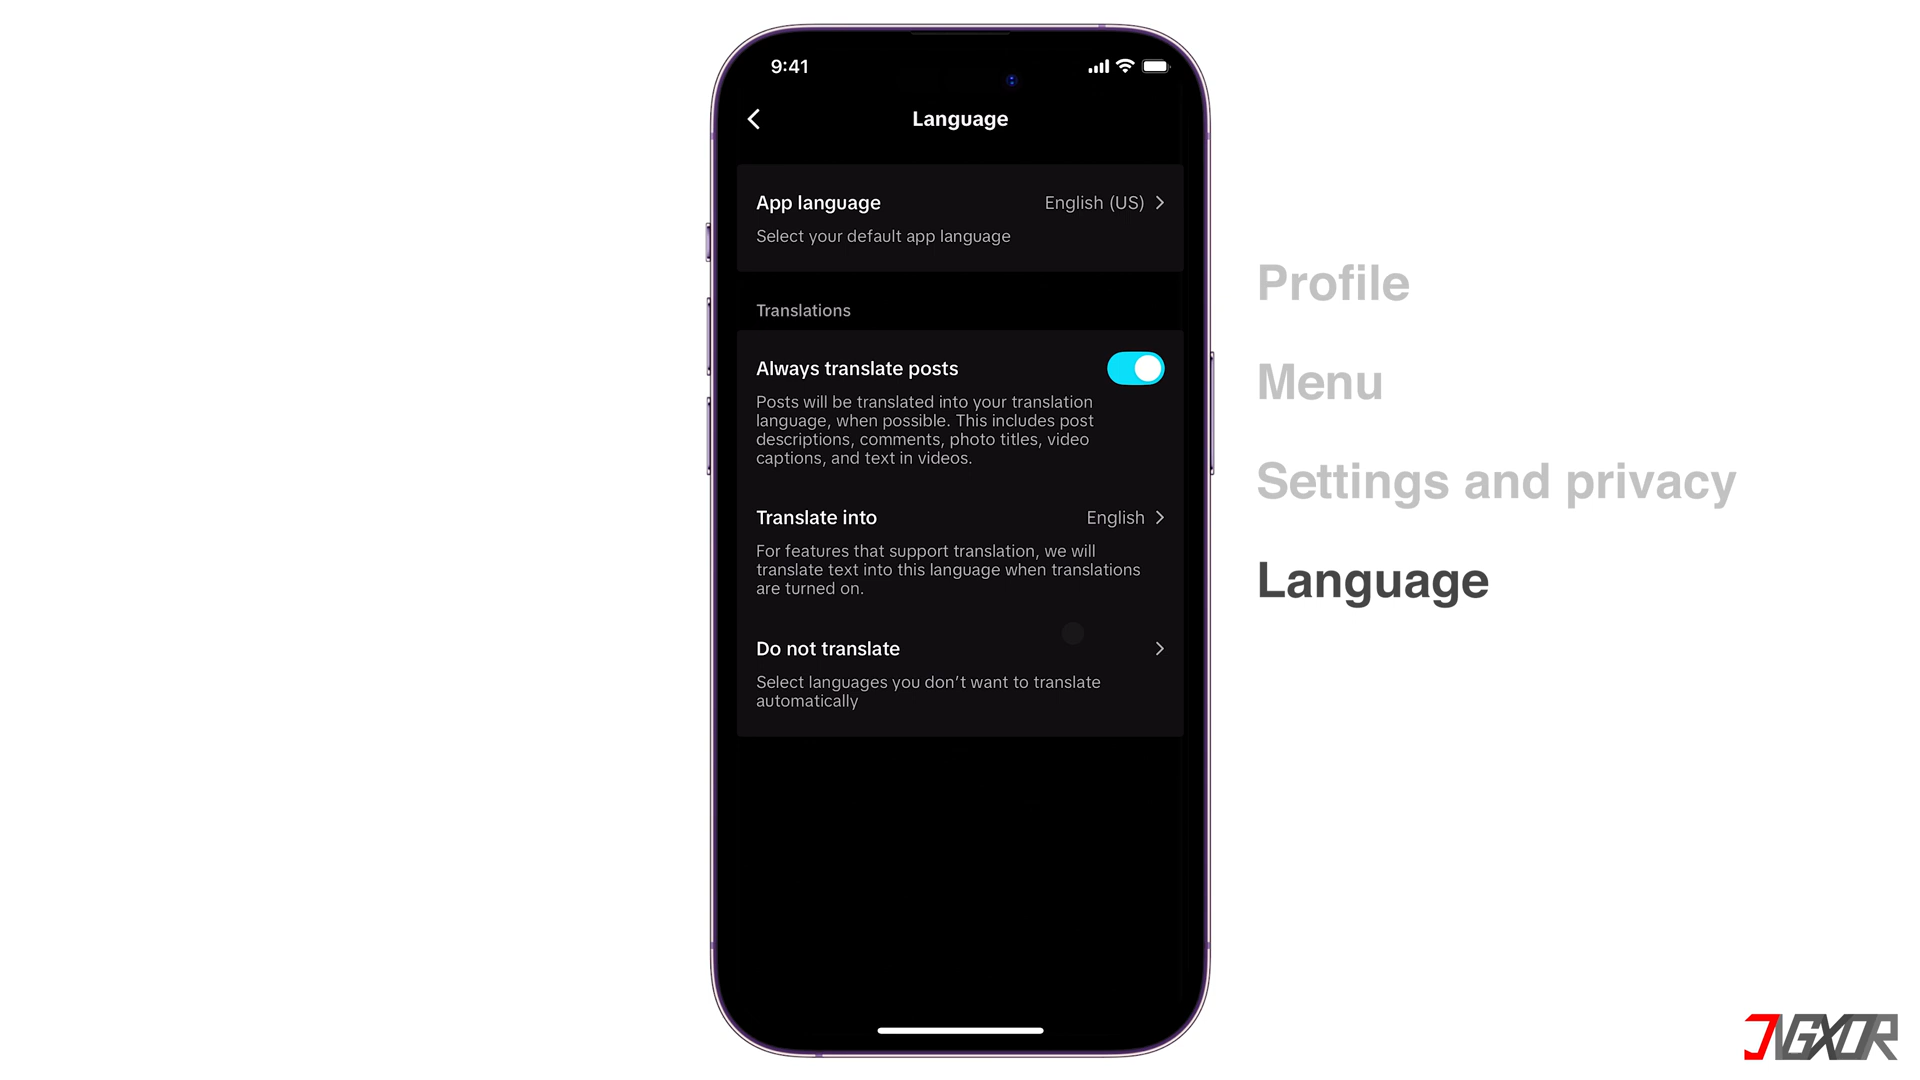 9:41
Language
App language
English (US)
Select your default app language
Translations
Always translate posts
Posts will be translated into your translation
language, when possible. This includes post
descriptions, comments, photo titles, video
captions, and text in videos.
Translate into
English
For features that support translation, we will
translate text into this language when translations
are turned on.
Do not translate
Select languages you don’t want to translate
automatically
Profile
Menu
Settings and privacy
Language
JVGXOR